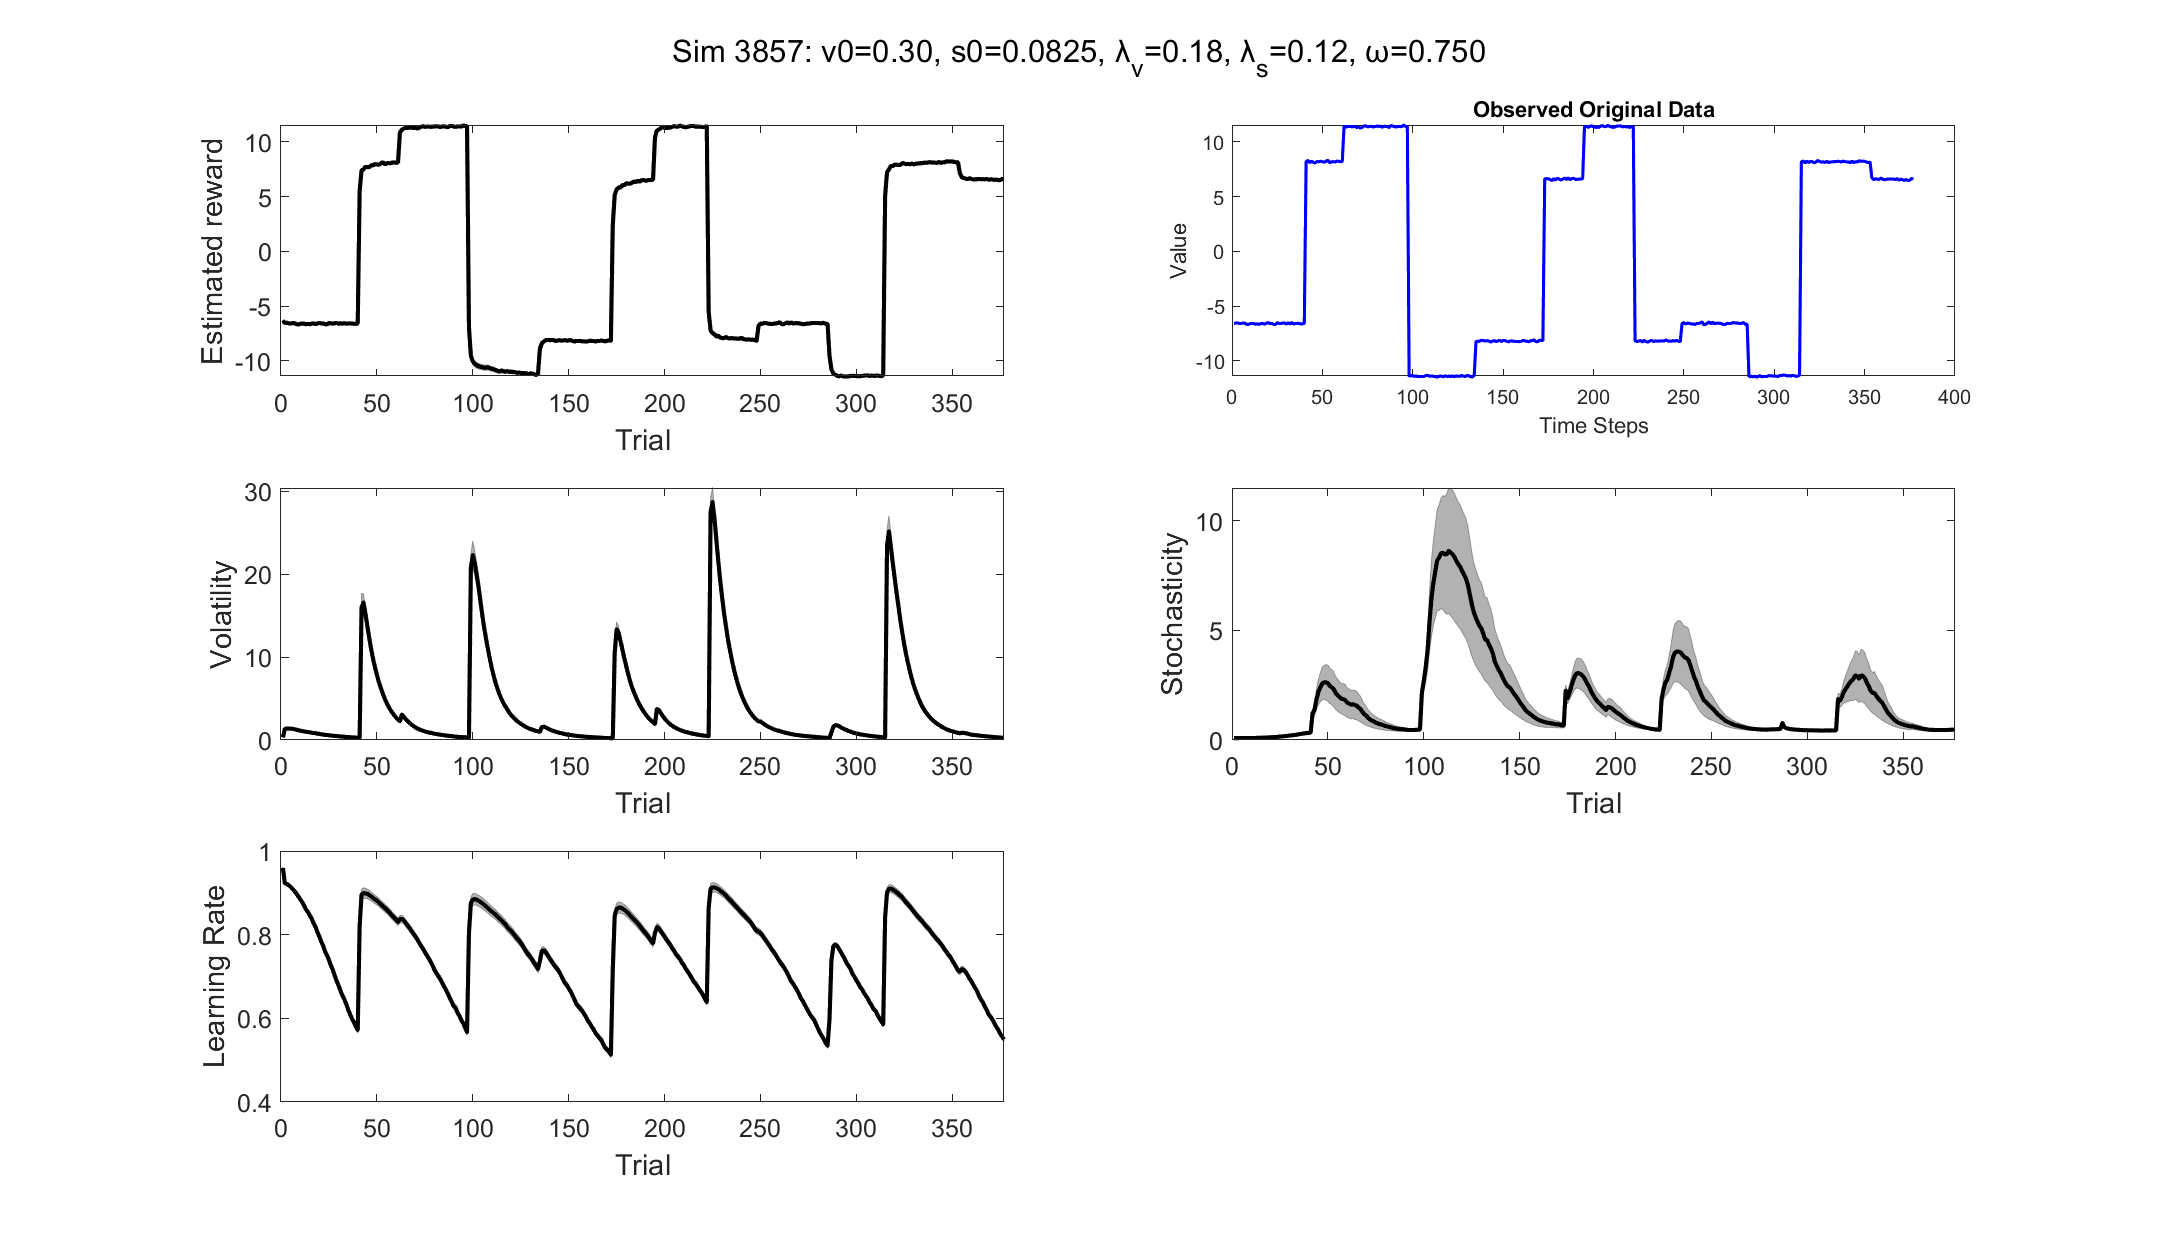 Sim 3857: v0=0.30, s0=0.0825, λ_v=0.18, λ_s=0.12, ω=0.750
Estimated reward
10
5
0
-5
-10
0 50 100 150 200 250 300 350
Trial
Observed Original Data
Value
10
5
0
-5
-10
0 50 100 150 200 250 300 350 400
Time Steps
Volatility
30
20
10
0
0 50 100 150 200 250 300 350
Trial
Stochasticity
10
5
0
0 50 100 150 200 250 300 350
Trial
Learning Rate
1
0.8
0.6
0.4
0 50 100 150 200 250 300 350
Trial